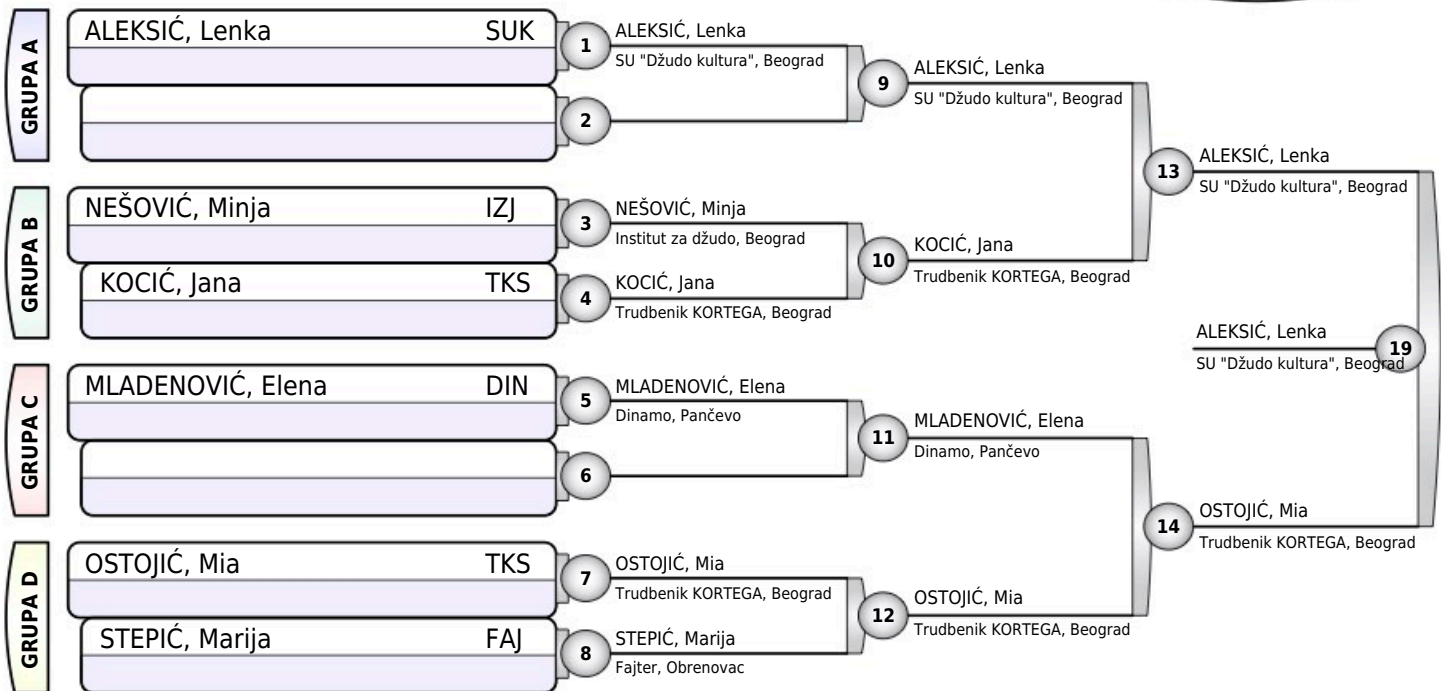 GRUPA A
ALEKSIĆ, Lenka SUK
1
ALEKSIĆ, Lenka
SU "Džudo kultura", Beograd
2
9
ALEKSIĆ, Lenka
SU "Džudo kultura", Beograd
GRUPA B
NEŠOVIĆ, Minja IZJ
3
NEŠOVIĆ, Minja
Institut za džudo, Beograd
KOCIĆ, Jana TKS
4
KOCIĆ, Jana
Trudbenik KORTEGA, Beograd
10
KOCIĆ, Jana
Trudbenik KORTEGA, Beograd
13
ALEKSIĆ, Lenka
SU "Džudo kultura", Beograd
GRUPA C
MLADENOVIĆ, Elena DIN
5
MLADENOVIĆ, Elena
Dinamo, Pančevo
6
11
MLADENOVIĆ, Elena
Dinamo, Pančevo
GRUPA D
OSTOJIĆ, Mia TKS
7
OSTOJIĆ, Mia
Trudbenik KORTEGA, Beograd
STEPIĆ, Marija FAJ
8
STEPIĆ, Marija
Fajter, Obrenovac
12
OSTOJIĆ, Mia
Trudbenik KORTEGA, Beograd
14
OSTOJIĆ, Mia
Trudbenik KORTEGA, Beograd
ALEKSIĆ, Lenka
SU "Džudo kultura", Beograd
19